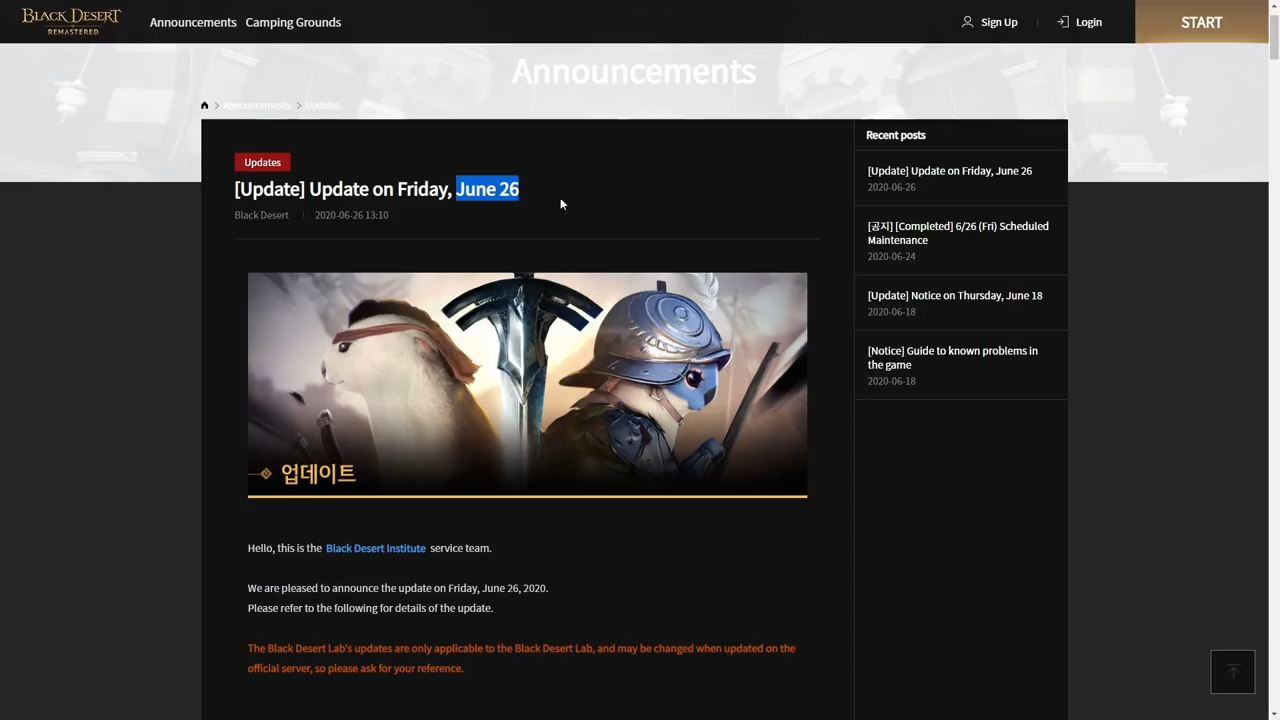 BLACK DESERT
REMASTERED
Announcements
Camping Grounds
Sign Up
Login
START
Announcements
Announcements
Updates
Updates
[Update] Update on Friday, June 26
Black Desert
2020-06-26 13:10
업데이트
Hello, this is the Black Desert Institute service team.
We are pleased to announce the update on Friday, June 26, 2020.
Please refer to the following for details of the update.
The Black Desert Lab's updates are only applicable to the Black Desert Lab, and may be changed when updated on the
official server, so please ask for your reference.
Recent posts
[Update] Update on Friday, June 26
2020-06-26
[공지] [Completed] 6/26 (Fri) Scheduled
Maintenance
2020-06-24
[Update] Notice on Thursday, June 18
2020-06-18
[Notice] Guide to known problems in
the game
2020-06-18